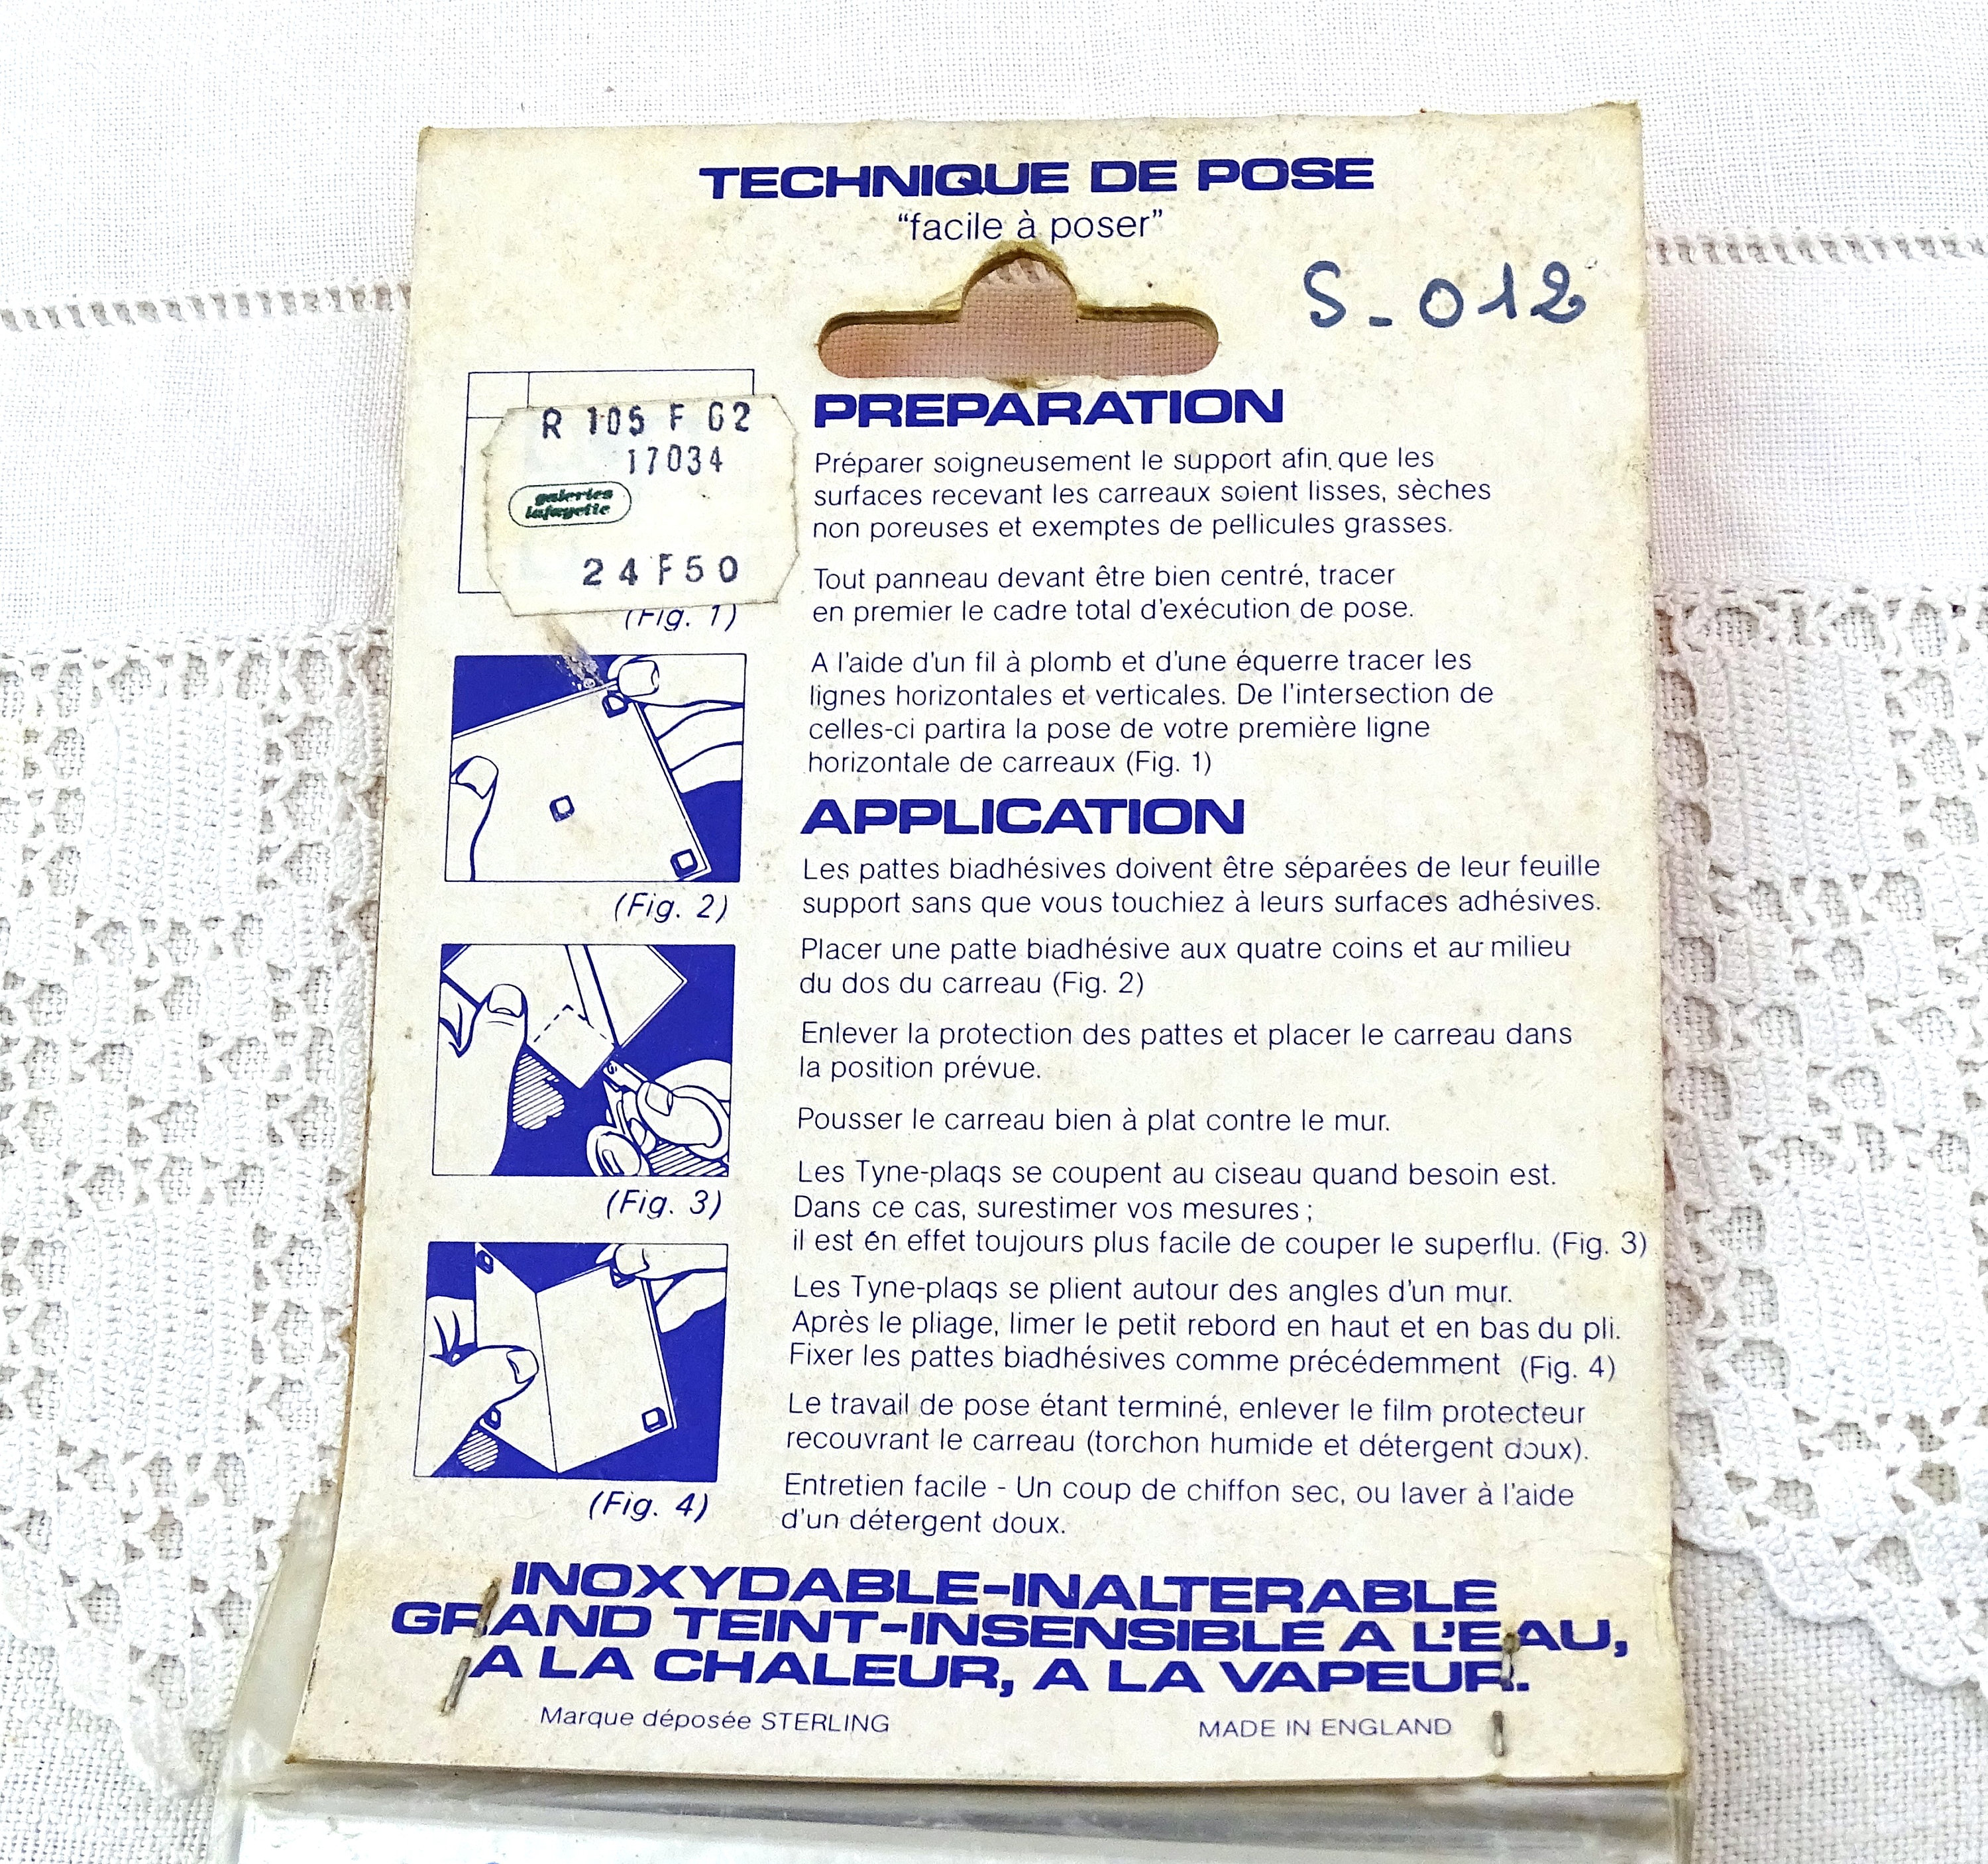 TECHNIQUE DE POSE
“facile à poser”
S-012
R 105 F 62
17034
galeries
lafayette
24F50
(Fig. 1)
(Fig. 2)
(Fig. 3)
(Fig. 4)
PREPARATION
Préparer soigneusement le support afin que les
surfaces recevant les carreaux soient lisses, sèches
non poreuses et exemptes de pellicules grasses.
Tout panneau devant être bien centré, tracer
en premier le cadre total d'exécution de pose.
A l'aide d'un fil à plomb et d'une équerre tracer les
lignes horizontales et verticales. De l'intersection de
celles-ci partira la pose de votre première ligne
horizontale de carreaux (Fig. 1)
APPLICATION
Les pattes biadhésives doivent être séparées de leur feuille
support sans que vous touchiez à leurs surfaces adhésives.
Placer une patte biadhésive aux quatre coins et au milieu
du dos du carreau (Fig. 2)
Enlever la protection des pattes et placer le carreau dans
la position prévue.
Pousser le carreau bien à plat contre le mur.
Les Tyne-plaqs se coupent au ciseau quand besoin est.
Dans ce cas, surestimer vos mesures ;
il est én effet toujours plus facile de couper le superflu. (Fig. 3)
Les Tyne-plaqs se plient autour des angles d'un mur.
Après le pliage, limer le petit rebord en haut et en bas du pli.
Fixer les pattes biadhésives comme précédemment (Fig. 4)
Le travail de pose étant terminé, enlever le film protecteur
recouvrant le carreau (torchon humide et détergent doux).
Entretien facile - Un coup de chiffon sec, ou laver à l'aide
d'un détergent doux.
INOXYDABLE-INALTERABLE
GRAND TEINT-INSENSIBLE A L'EAU,
A LA CHALEUR, A LA VAPEUR.
Marque déposée STERLING
MADE IN ENGLAND